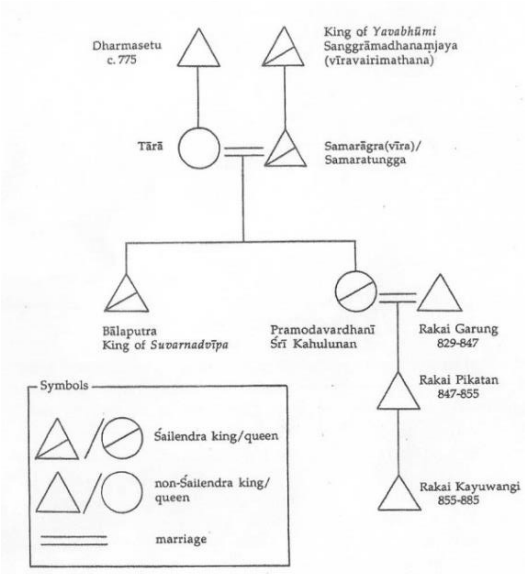 Dharmasetu
c. 775
King of Yavabhūmi
Sanggrāmadhanaṃjaya
(vīravairimathana)
Tārā
Samarāgra(vīra)/
Samaratungga
Bālaputra
King of Suvarnadvīpa
Pramodavardhanī
Śrī Kahulunan
Rakai Garung
829-847
Rakai Pikatan
847-855
Rakai Kayuwangi
855-885
Symbols
Śailendra king/queen
non-Śailendra king/
queen
marriage